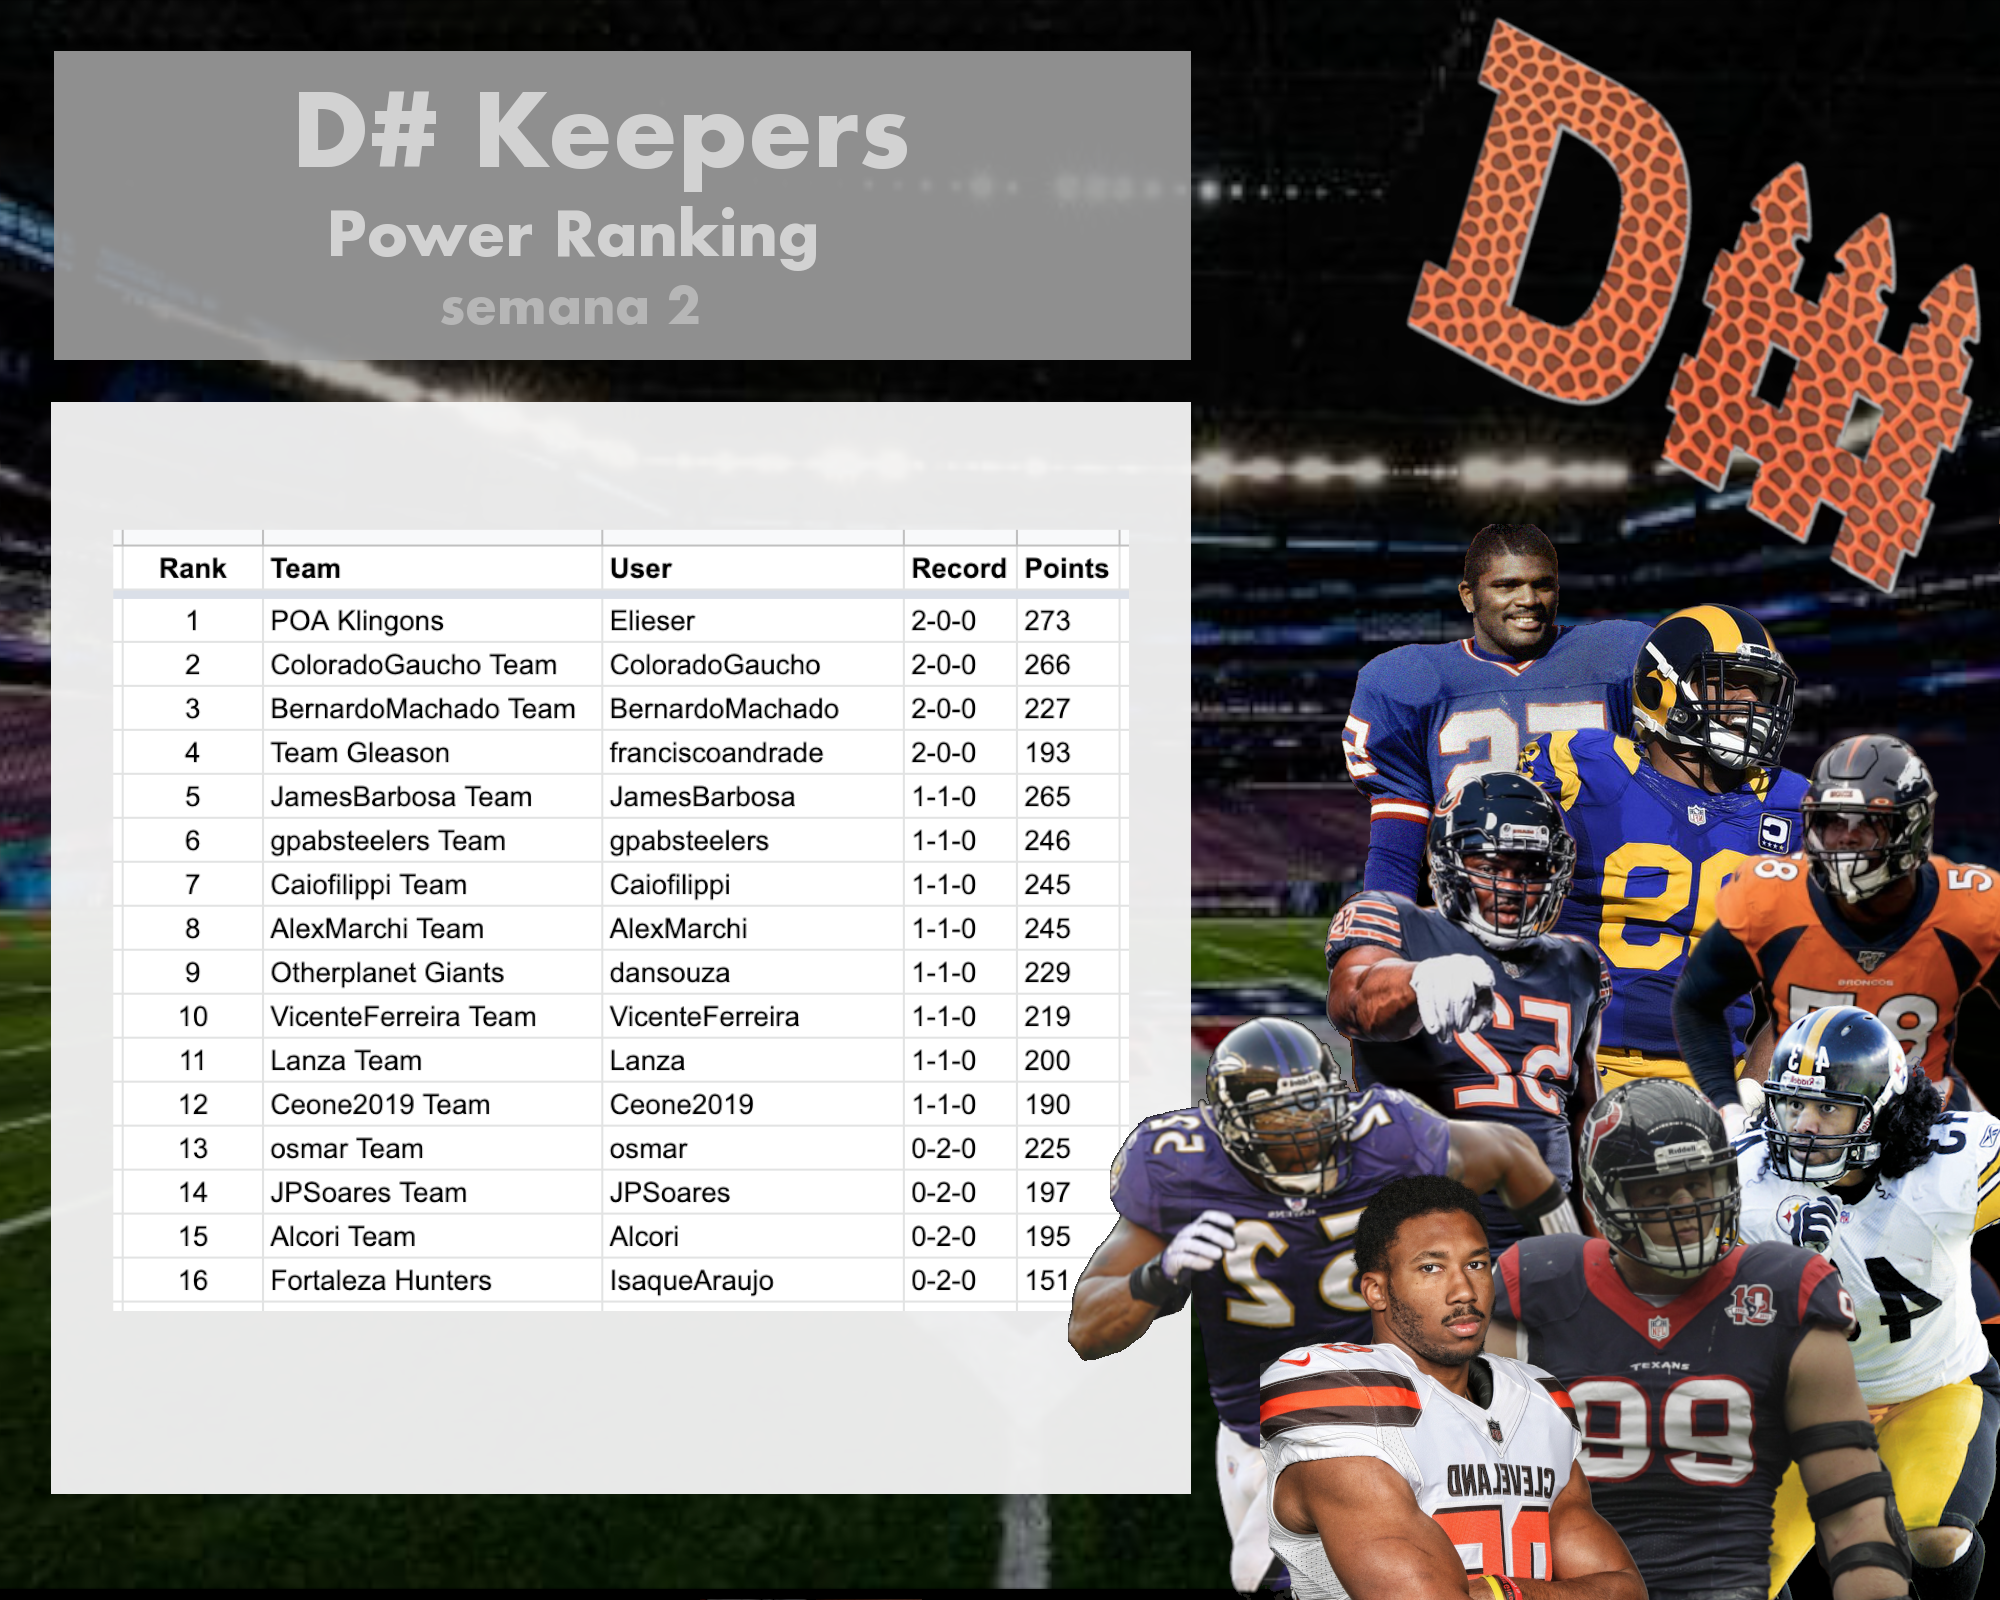 D# Keepers
Power Ranking
semana 2
D#
Rank Team User Record Points
1 POA Klingons Elieser 2-0-0 273
2 ColoradoGaucho Team ColoradoGaucho 2-0-0 266
3 BernardoMachado Team BernardoMachado 2-0-0 227
4 Team Gleason franciscoandrade 2-0-0 193
5 JamesBarbosa Team JamesBarbosa 1-1-0 265
6 gpabsteelers Team gpabsteelers 1-1-0 246
7 Caiofilippi Team Caiofilippi 1-1-0 245
8 AlexMarchi Team AlexMarchi 1-1-0 245
9 Otherplanet Giants dansouza 1-1-0 229
10 VicenteFerreira Team VicenteFerreira 1-1-0 219
11 Lanza Team Lanza 1-1-0 200
12 Ceone2019 Team Ceone2019 1-1-0 190
13 osmar Team osmar 0-2-0 225
14 JPSoares Team JPSoares 0-2-0 197
15 Alcori Team Alcori 0-2-0 195
16 Fortaleza Hunters IsaqueAraujo 0-2-0 151
BRONCOS
58
52
52
TEXANS
99
CLEVELAND